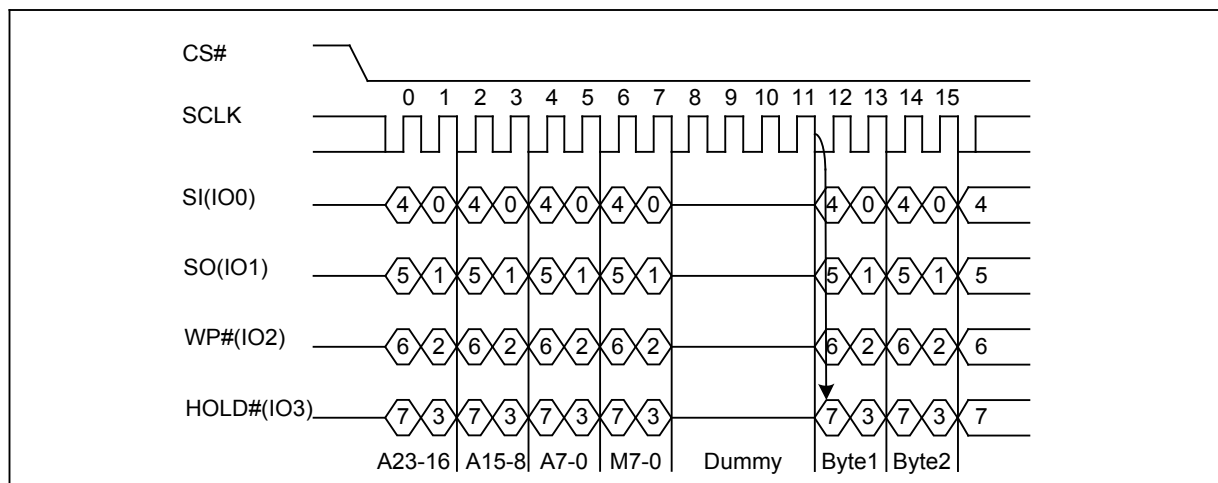 CS#
0 1 2 3 4 5 6 7 8 9 10 11 12 13 14 15
SCLK
SI(IO0) 4 0 4 0 4 0 4 0 4 0 4 0 4
SO(IO1) 5 1 5 1 5 1 5 1 5 1 5 1 5
WP#(IO2) 6 2 6 2 6 2 6 2 6 2 6 2 6
HOLD#(IO3) 7 3 7 3 7 3 7 3 7 3 7 3 7
A23-16 A15-8 A7-0 M7-0 Dummy Byte1 Byte2